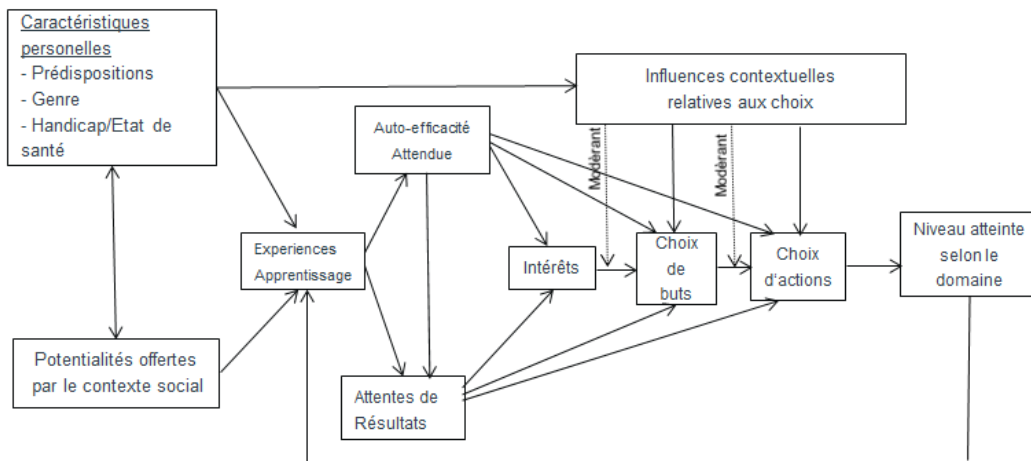 Caractéristiques
personelles
- Prédispositions
- Genre
- Handicap/Etat de
santé
Influences contextuelles
relatives aux choix
Auto-efficacité
Attendue
Modèrant
Modèrant
Experiences
Apprentissage
Intérêts
Choix
de
buts
Choix
d'actions
Niveau atteinte
selon le
domaine
Potentialités offertes
par le contexte social
Attentes de
Résultats